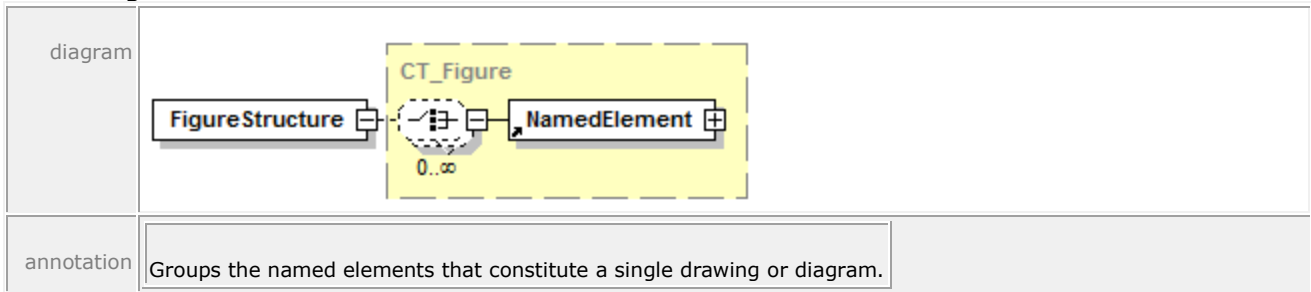 diagram
CT_Figure
FigureStructure
NamedElement
0..∞
annotation
Groups the named elements that constitute a single drawing or diagram.